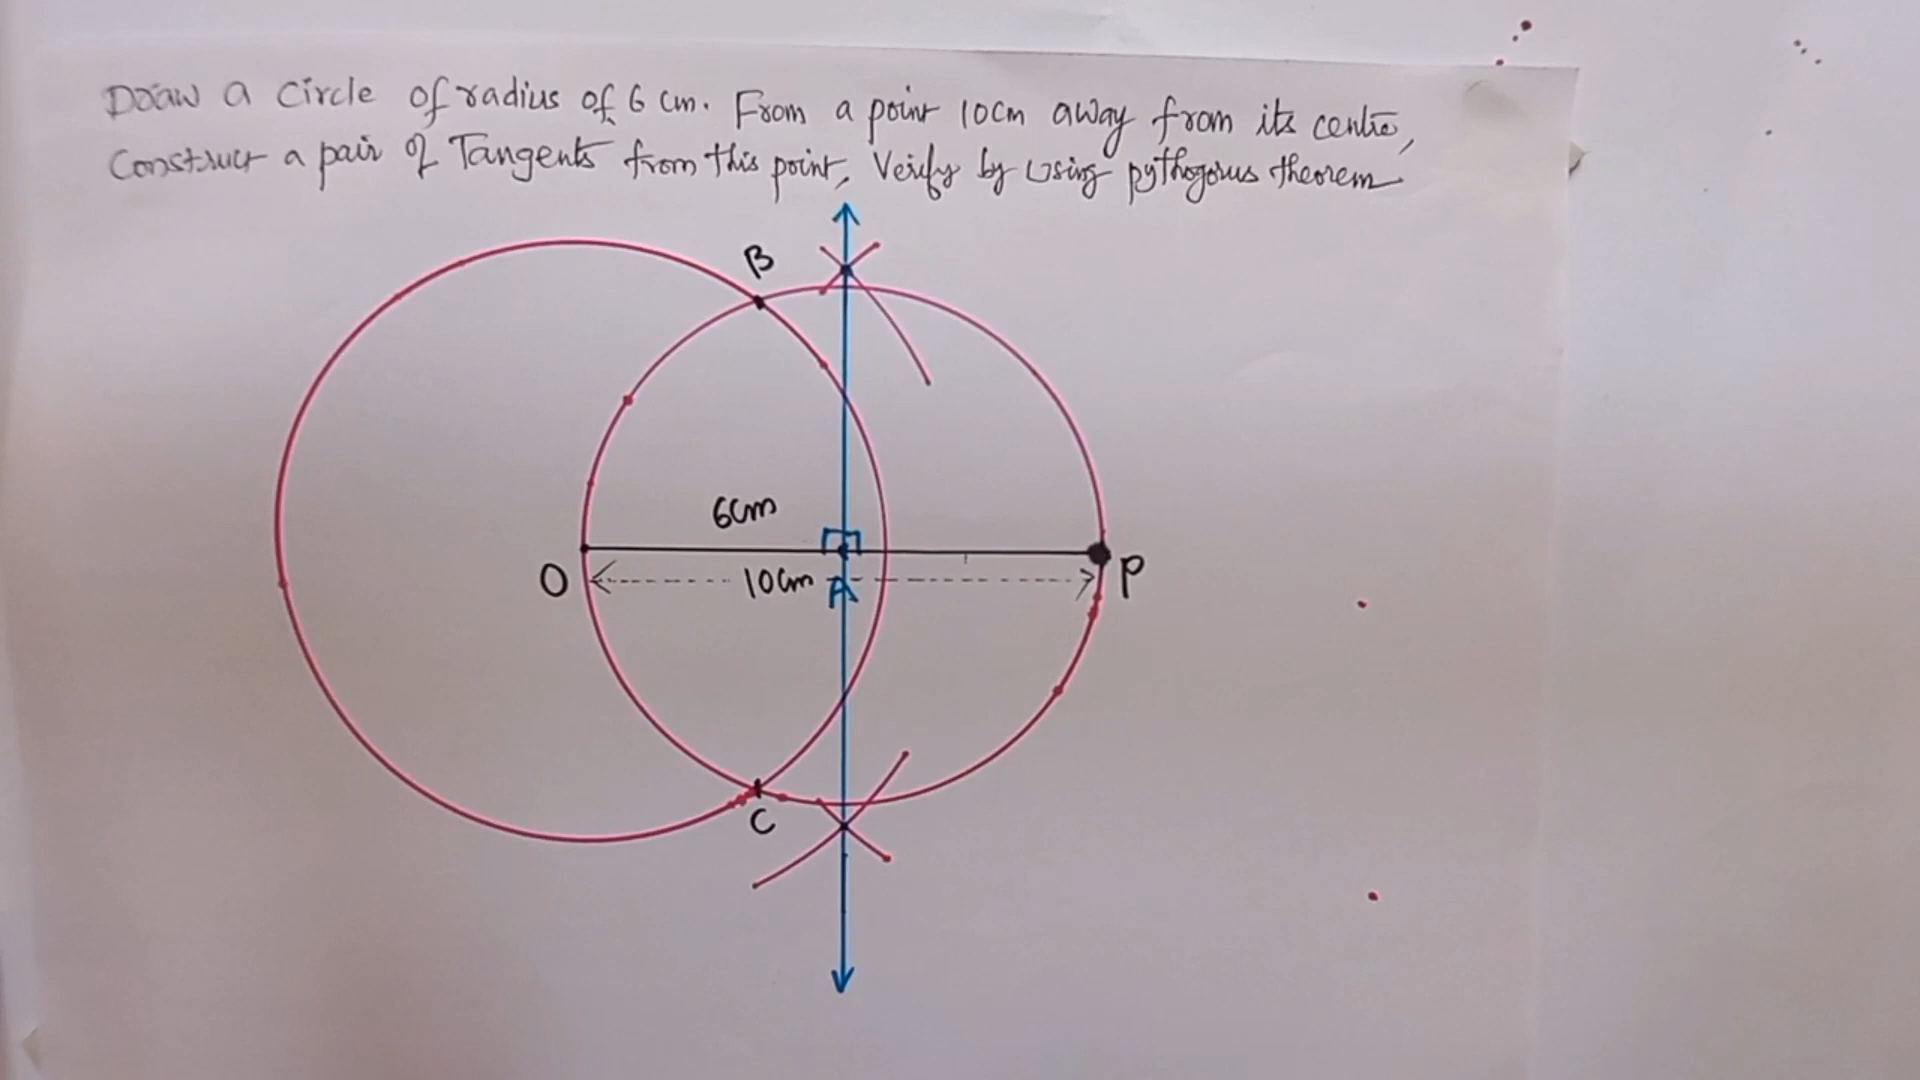 Draw a circle of radius of 6 cm. From a point 10cm away from its centre,
Construct a pair of Tangents from this point, Verify by Using pythogorus theorem
B
6cm
O
10cm
A
P
C